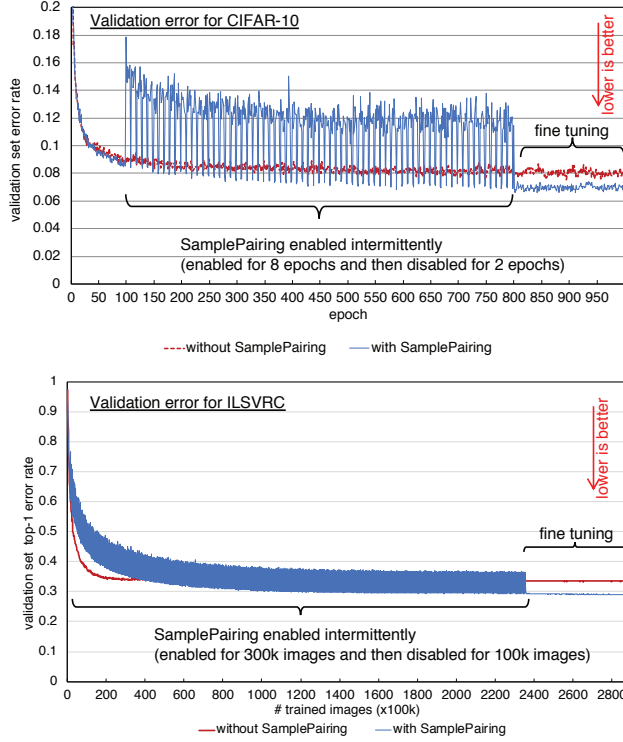 Validation error for CIFAR-10
lower is better
validation set error rate
0.2
0.18
0.16
0.14
0.12
0.1
0.08
0.06
0.04
0.02
0
fine tuning
SamplePairing enabled intermittently
(enabled for 8 epochs and then disabled for 2 epochs)
0 50 100 150 200 250 300 350 400 450 500 550 600 650 700 750 800 850 900 950
epoch
without SamplePairing with SamplePairing
Validation error for ILSVRC
lower is better
validation set top-1 error rate
1
0.9
0.8
0.7
0.6
0.5
0.4
0.3
0.2
0.1
0
fine tuning
SamplePairing enabled intermittently
(enabled for 300k images and then disabled for 100k images)
0 200 400 600 800 1000 1200 1400 1600 1800 2000 2200 2400 2600 2800
# trained images (x100k)
without SamplePairing with SamplePairing